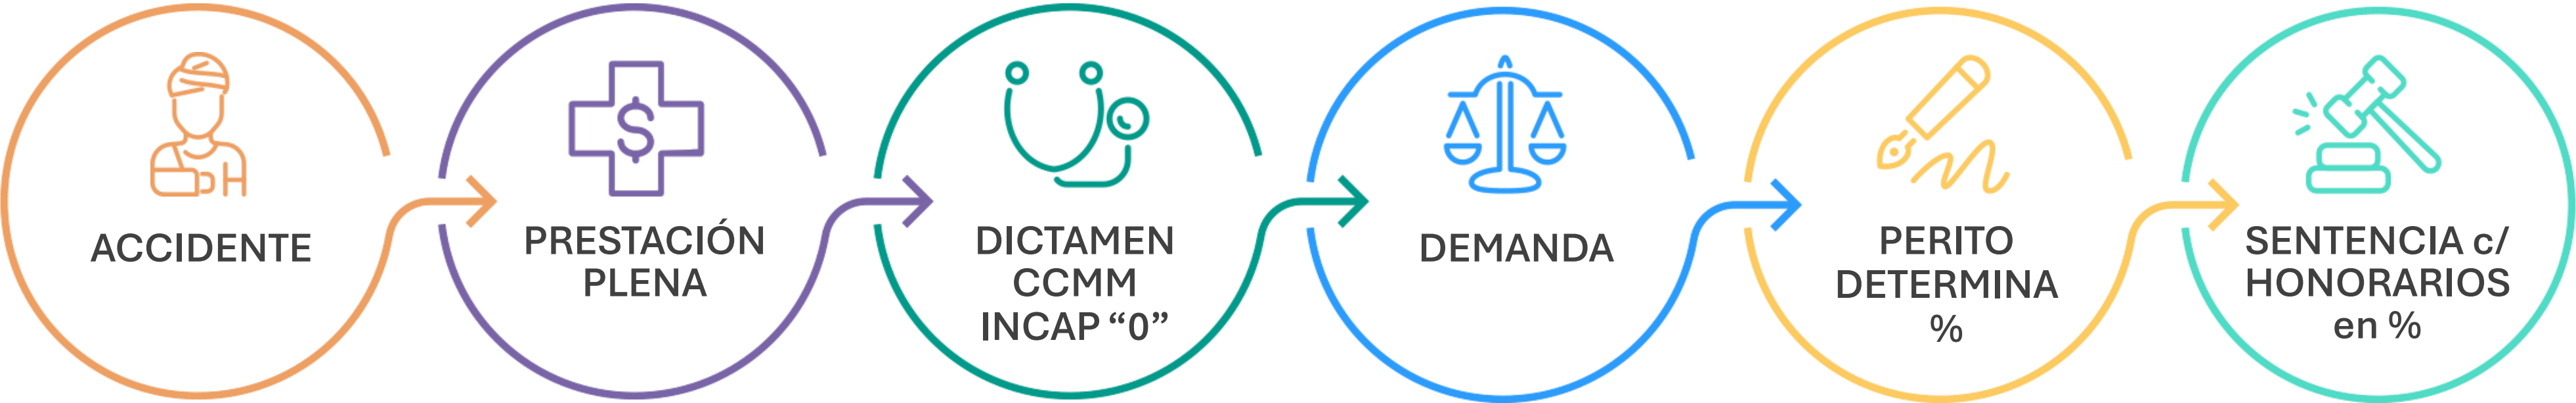 ACCIDENTE
PRESTACIÓN
PLENA
DICTAMEN
CCMM
INCAP “0”
DEMANDA
PERITO
DETERMINA
%
SENTENCIA c/
HONORARIOS
en %